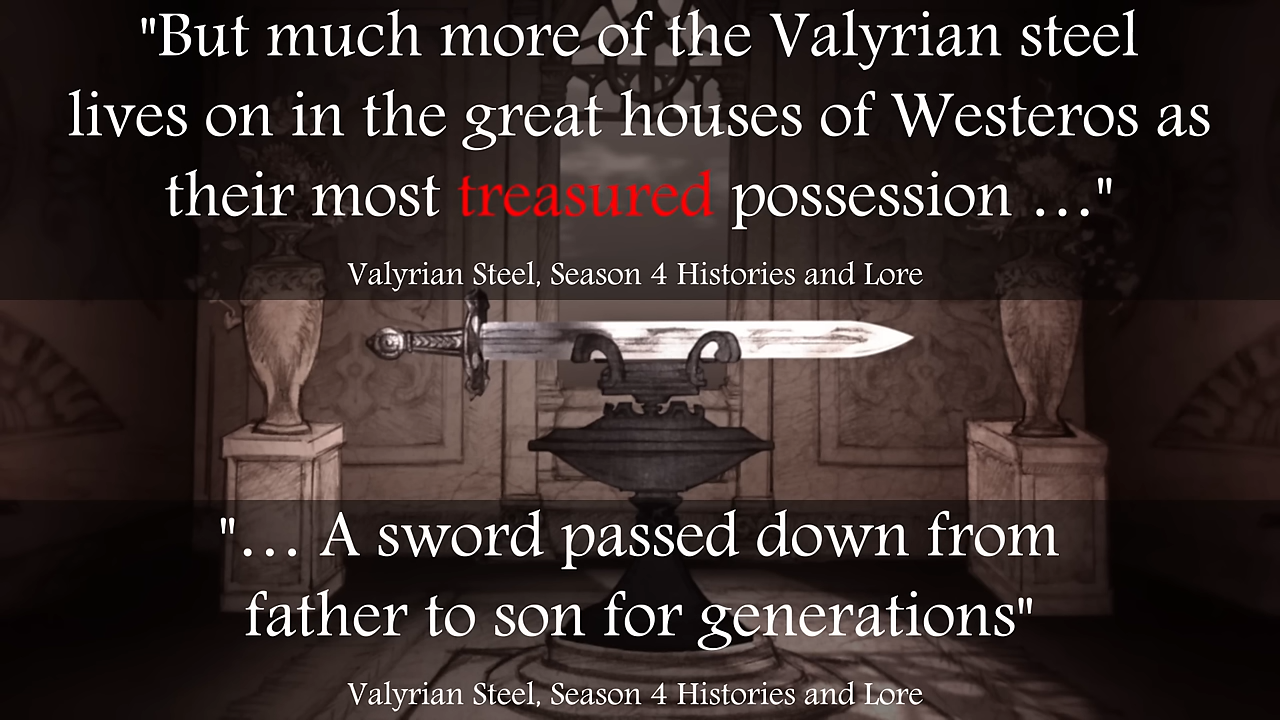 "But much more of the Valyrian steel
lives on in the great houses of Westeros as
their most treasured possession …"
Valyrian Steel, Season 4 Histories and Lore
"… A sword passed down from
father to son for generations"
Valyrian Steel, Season 4 Histories and Lore